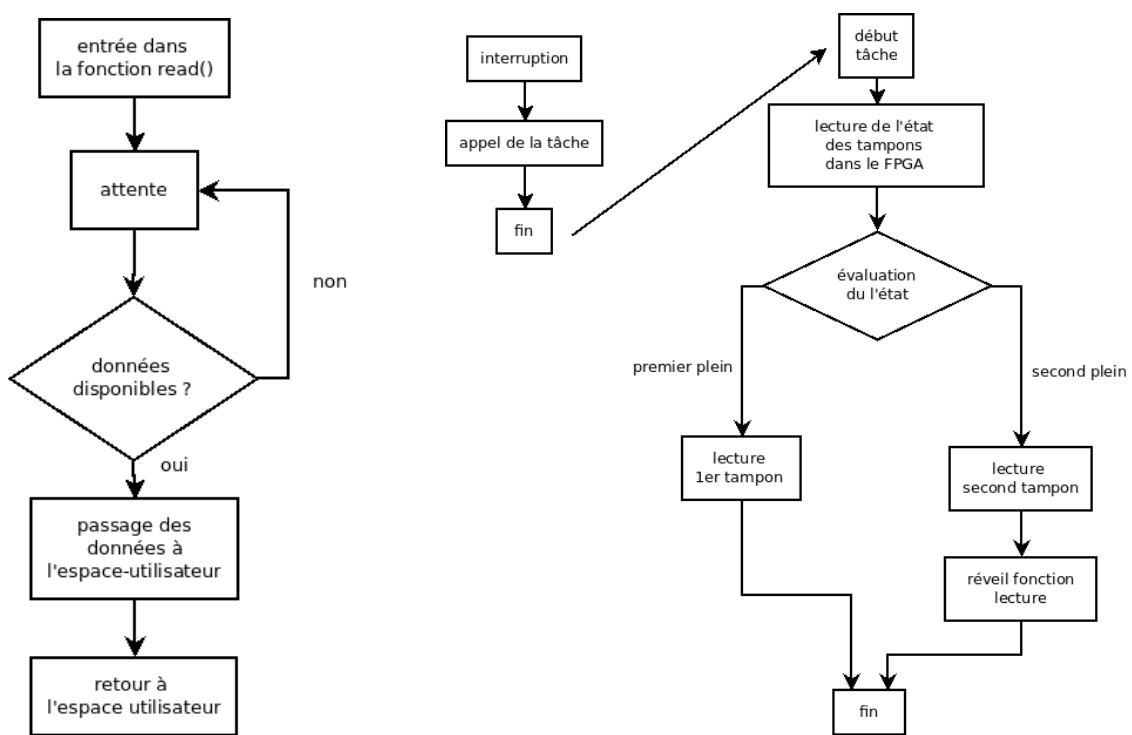 entrée dans
la fonction read()
attente
non
données
disponibles ?
oui
passage des
données à
l'espace-utilisateur
retour à
l'espace utilisateur
interruption
appel de la tâche
fin
début
tâche
lecture de l'état
des tampons
dans le FPGA
évaluation
du l'état
premier plein
second plein
lecture
1er tampon
lecture
second tampon
réveil fonction
lecture
fin